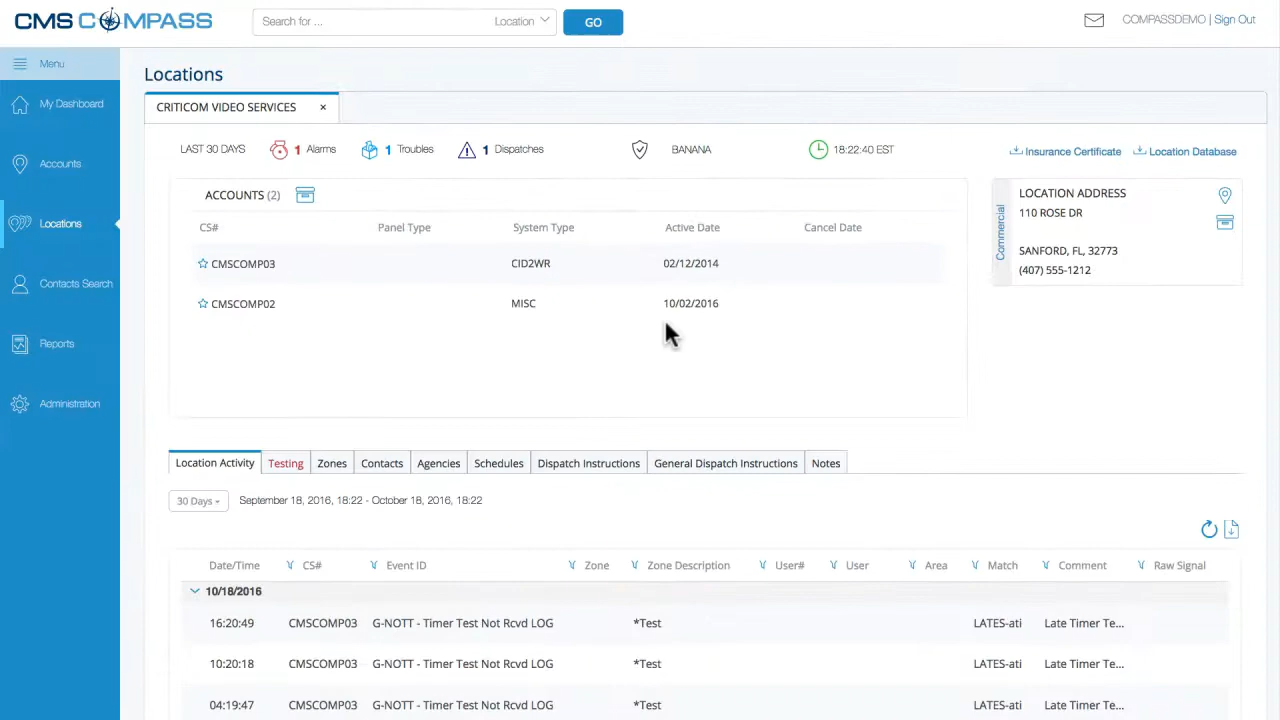 CMS COMPASS
Search for ... Location GO
COMPASSDEMO | Sign Out
Menu
My Dashboard
Accounts
Locations
Contacts Search
Reports
Administration
Locations
CRITICOM VIDEO SERVICES ×
LAST 30 DAYS 1 Alarms 1 Troubles 1 Dispatches BANANA 18:22:40 EST Insurance Certificate Location Database
ACCOUNTS (2)
CS# Panel Type System Type Active Date Cancel Date
CMSCOMP03 CID2WR 02/12/2014
CMSCOMP02 MISC 10/02/2016
Commercial
LOCATION ADDRESS
110 ROSE DR
SANFORD, FL, 32773
(407) 555-1212
Location Activity Testing Zones Contacts Agencies Schedules Dispatch Instructions General Dispatch Instructions Notes
30 Days September 18, 2016, 18:22 - October 18, 2016, 18:22
Date/Time CS# Event ID Zone Zone Description User# User Area Match Comment Raw Signal
10/18/2016
16:20:49 CMSCOMP03 G-NOTT - Timer Test Not Rcvd LOG *Test LATES-ati Late Timer Te...
10:20:18 CMSCOMP03 G-NOTT - Timer Test Not Rcvd LOG *Test LATES-ati Late Timer Te...
04:19:47 CMSCOMP03 G-NOTT - Timer Test Not Rcvd LOG *Test LATES-ati Late Timer Te...